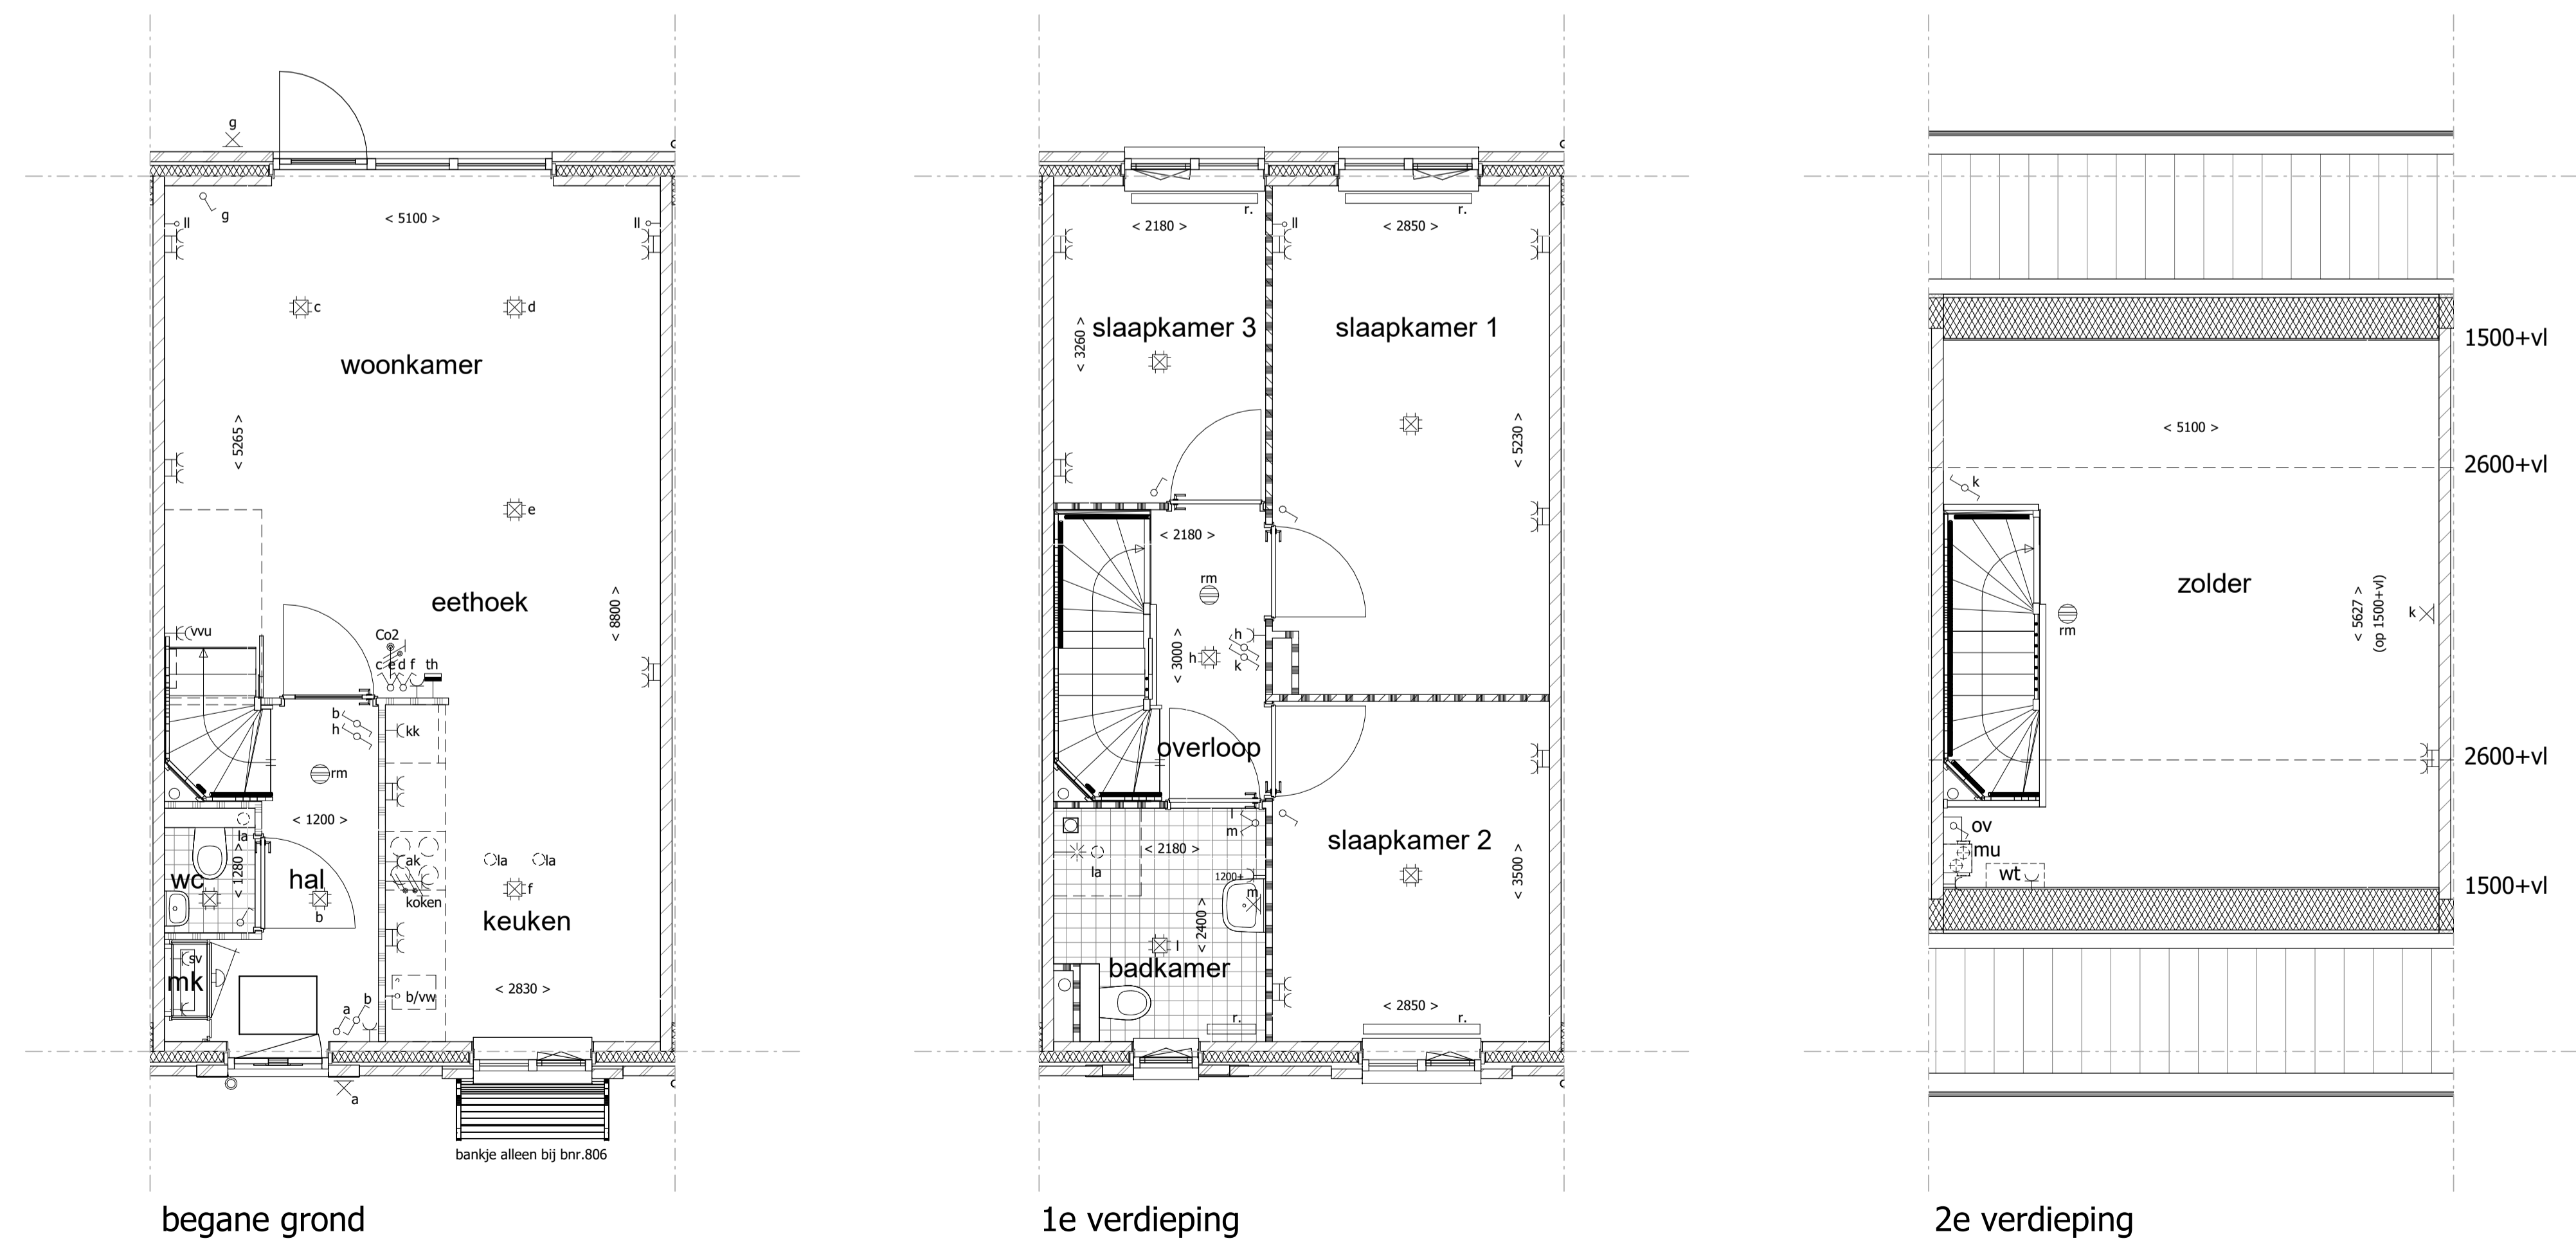 g
g
ll
< 5100 >
ll
c
d
woonkamer
< 5265 >
e
eethoek
< 8800 >
vvu
Co2
c e d f th
b
h
kk
rm
< 1200 >
la
ak
la
la
wc
< 1280 >
hal
f
koken
b
keuken
sv
mk
b/vw
< 2830 >
a
b
a
bankje alleen bij bnr.806
begane grond
r.
r.
< 2180 >
ll
< 2850 >
slaapkamer 3
slaapkamer 1
< 3260 >
< 5230 >
< 2180 >
rm
h
h
k
< 3000 >
overloop
l
m
< 2180 >
slaapkamer 2
la
1200+
m
< 3500 >
< 2400 >
l
badkamer
< 2850 >
r.
r.
1e verdieping
1500+vl
< 5100 >
2600+vl
k
zolder
rm
< 5627 >
(op 1500+vl)
k
2600+vl
ov
mu
wt
1500+vl
2e verdieping